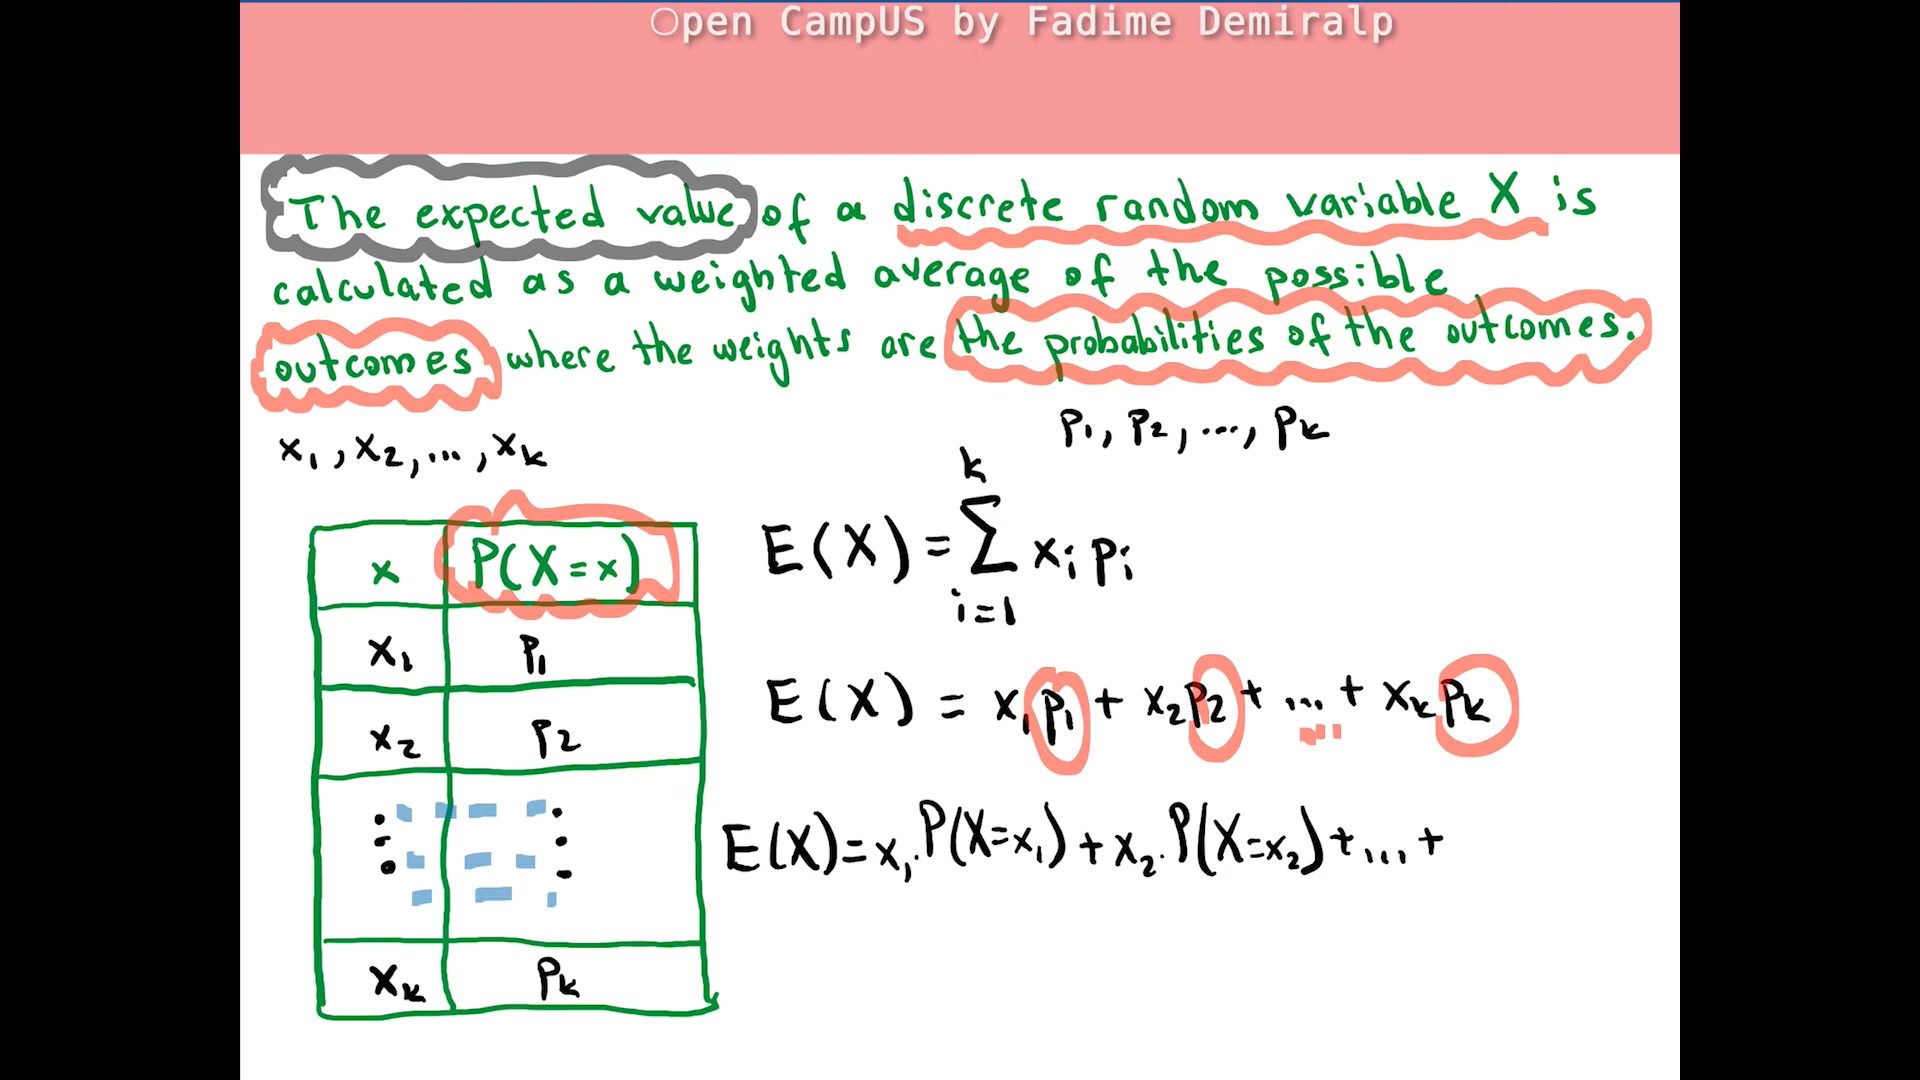 Open CampUS by Fadime Demiralp
The expected value of a discrete random variable X is
calculated as a weighted average of the possible
outcomes where the weights are the probabilities of the outcomes.
x₁, x₂, ..., xₖ
p₁, p₂, ..., pₖ
x P(X=x)
x₁ p₁
x₂ p₂
⋮ ⋮
xₖ pₖ
k
E(X) = ∑ xᵢ pᵢ
i=1
E(X) = x₁p₁ + x₂p₂ + ... + xₖpₖ
E(X)=x₁.P(X=x₁)+x₂.P(X=x₂)+...+